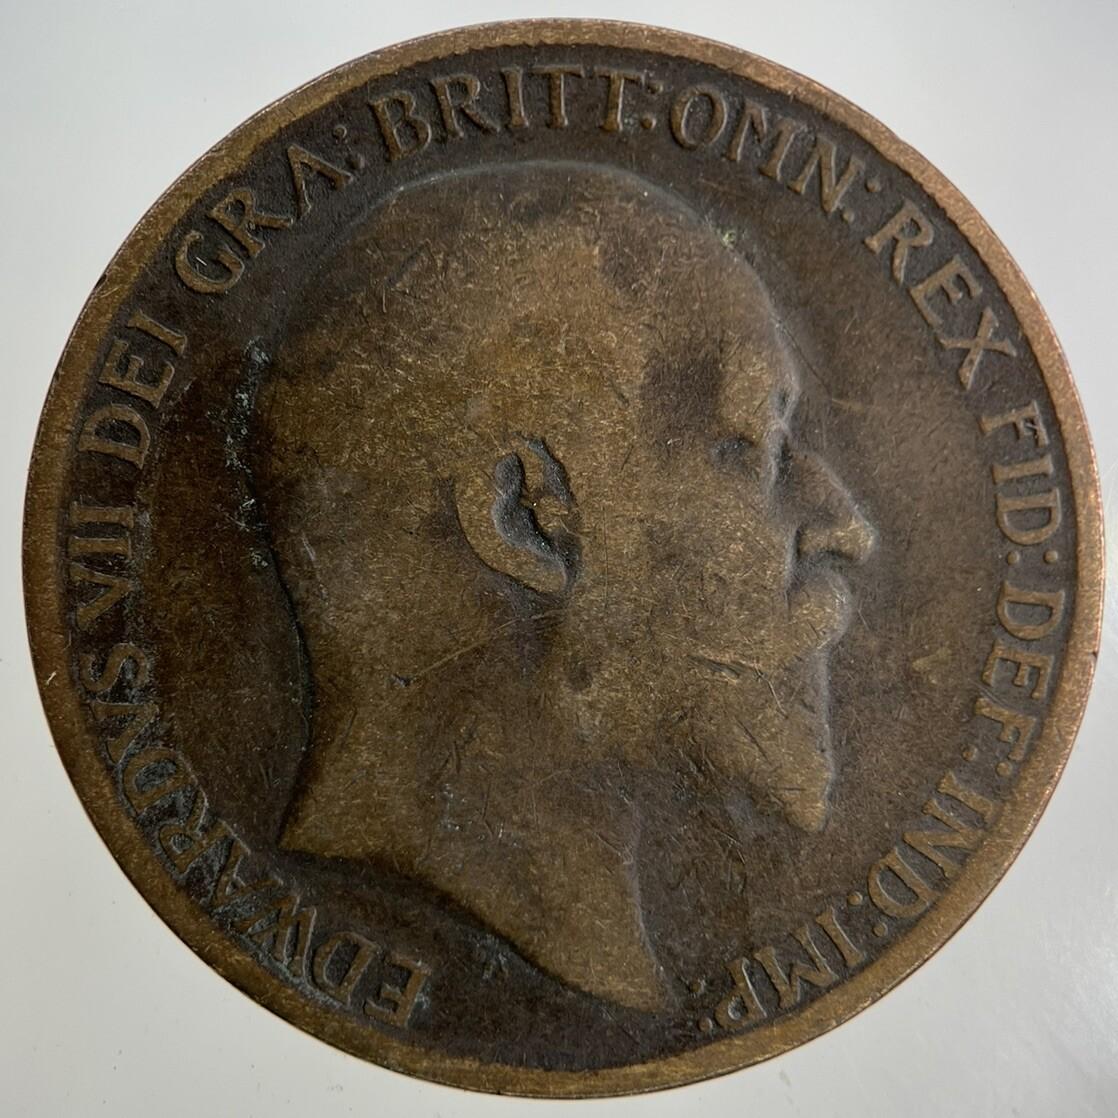 EDWARDVS VII DEI GRA: BRITT: OMN: REX FID: DEF: IND: IMP: